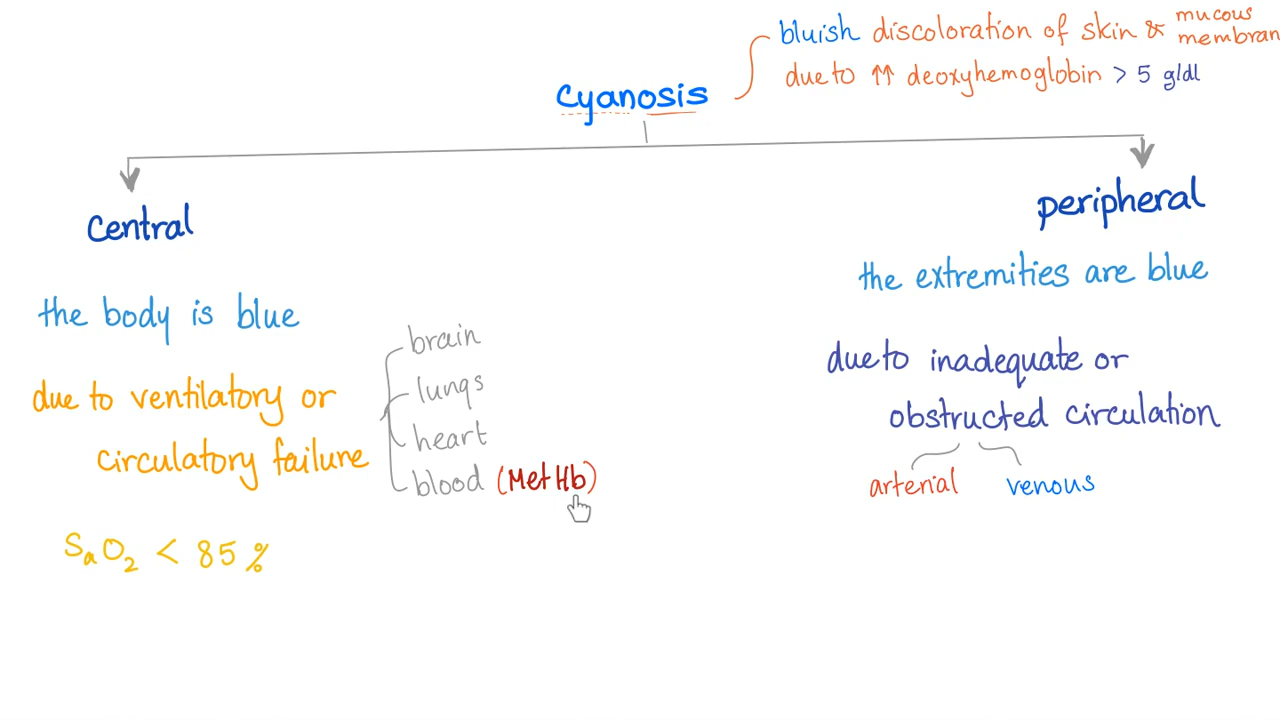 bluish discoloration of skin & mucous membran
due to ↑↑ deoxyhemoglobin > 5 g/dl
Cyanosis
Central
the body is blue
due to ventilatory or
circulatory failure
brain
lungs
heart
blood (MetHb)
SaO2 < 85 %
peripheral
the extremities are blue
due to inadequate or
obstructed circulation
arterial venous